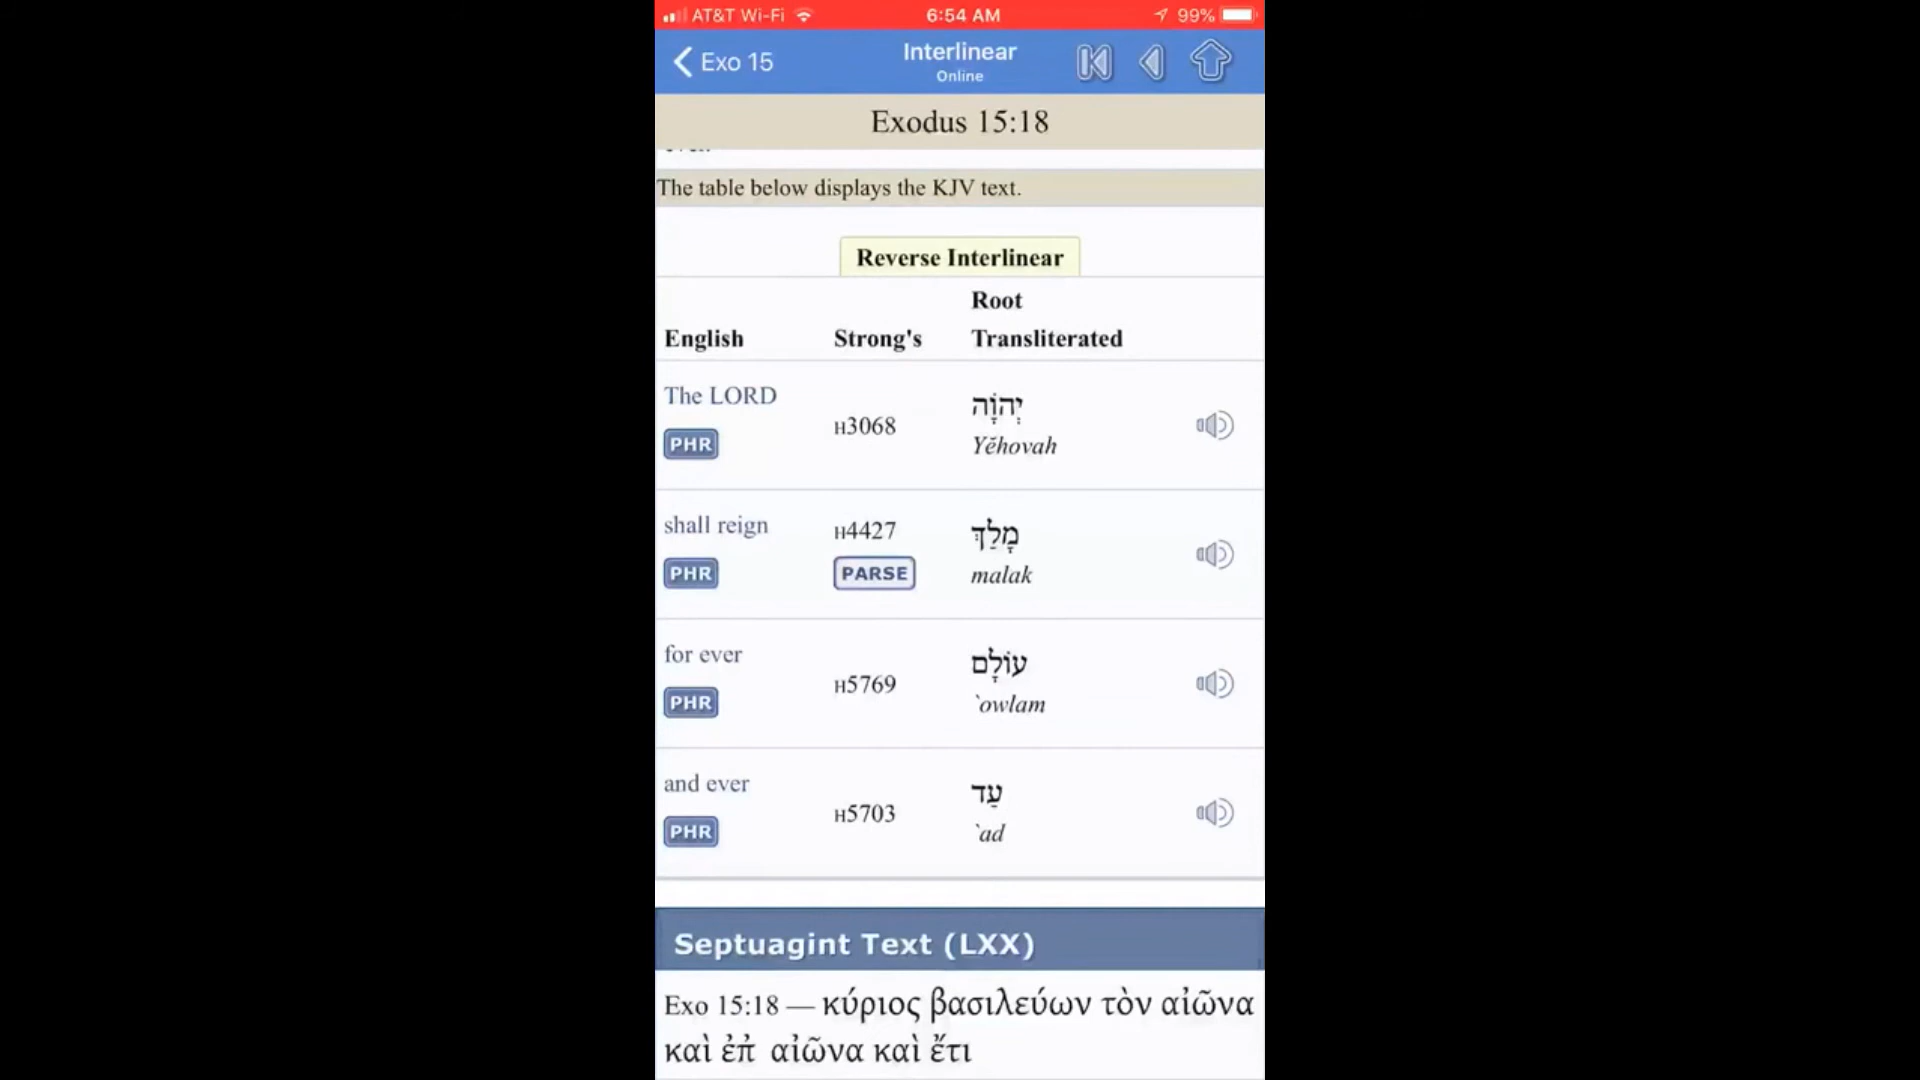 AT&T Wi-Fi 6:54 AM 99%
Exo 15 Interlinear
Online
Exodus 15:18
The table below displays the KJV text.
Reverse Interlinear
Root
English Strong's Transliterated
The LORD
PHR
H3068
יְהֹוָה
Yĕhovah
shall reign
PHR
H4427
PARSE
מָלַךְ
malak
for ever
PHR
H5769
עוֹלָם
`owlam
and ever
PHR
H5703
עַד
`ad
Septuagint Text (LXX)
Exo 15:18 — κύριος βασιλεύων τὸν αἰῶνα
καὶ ἐπ̓ αἰῶνα καὶ ἔτι